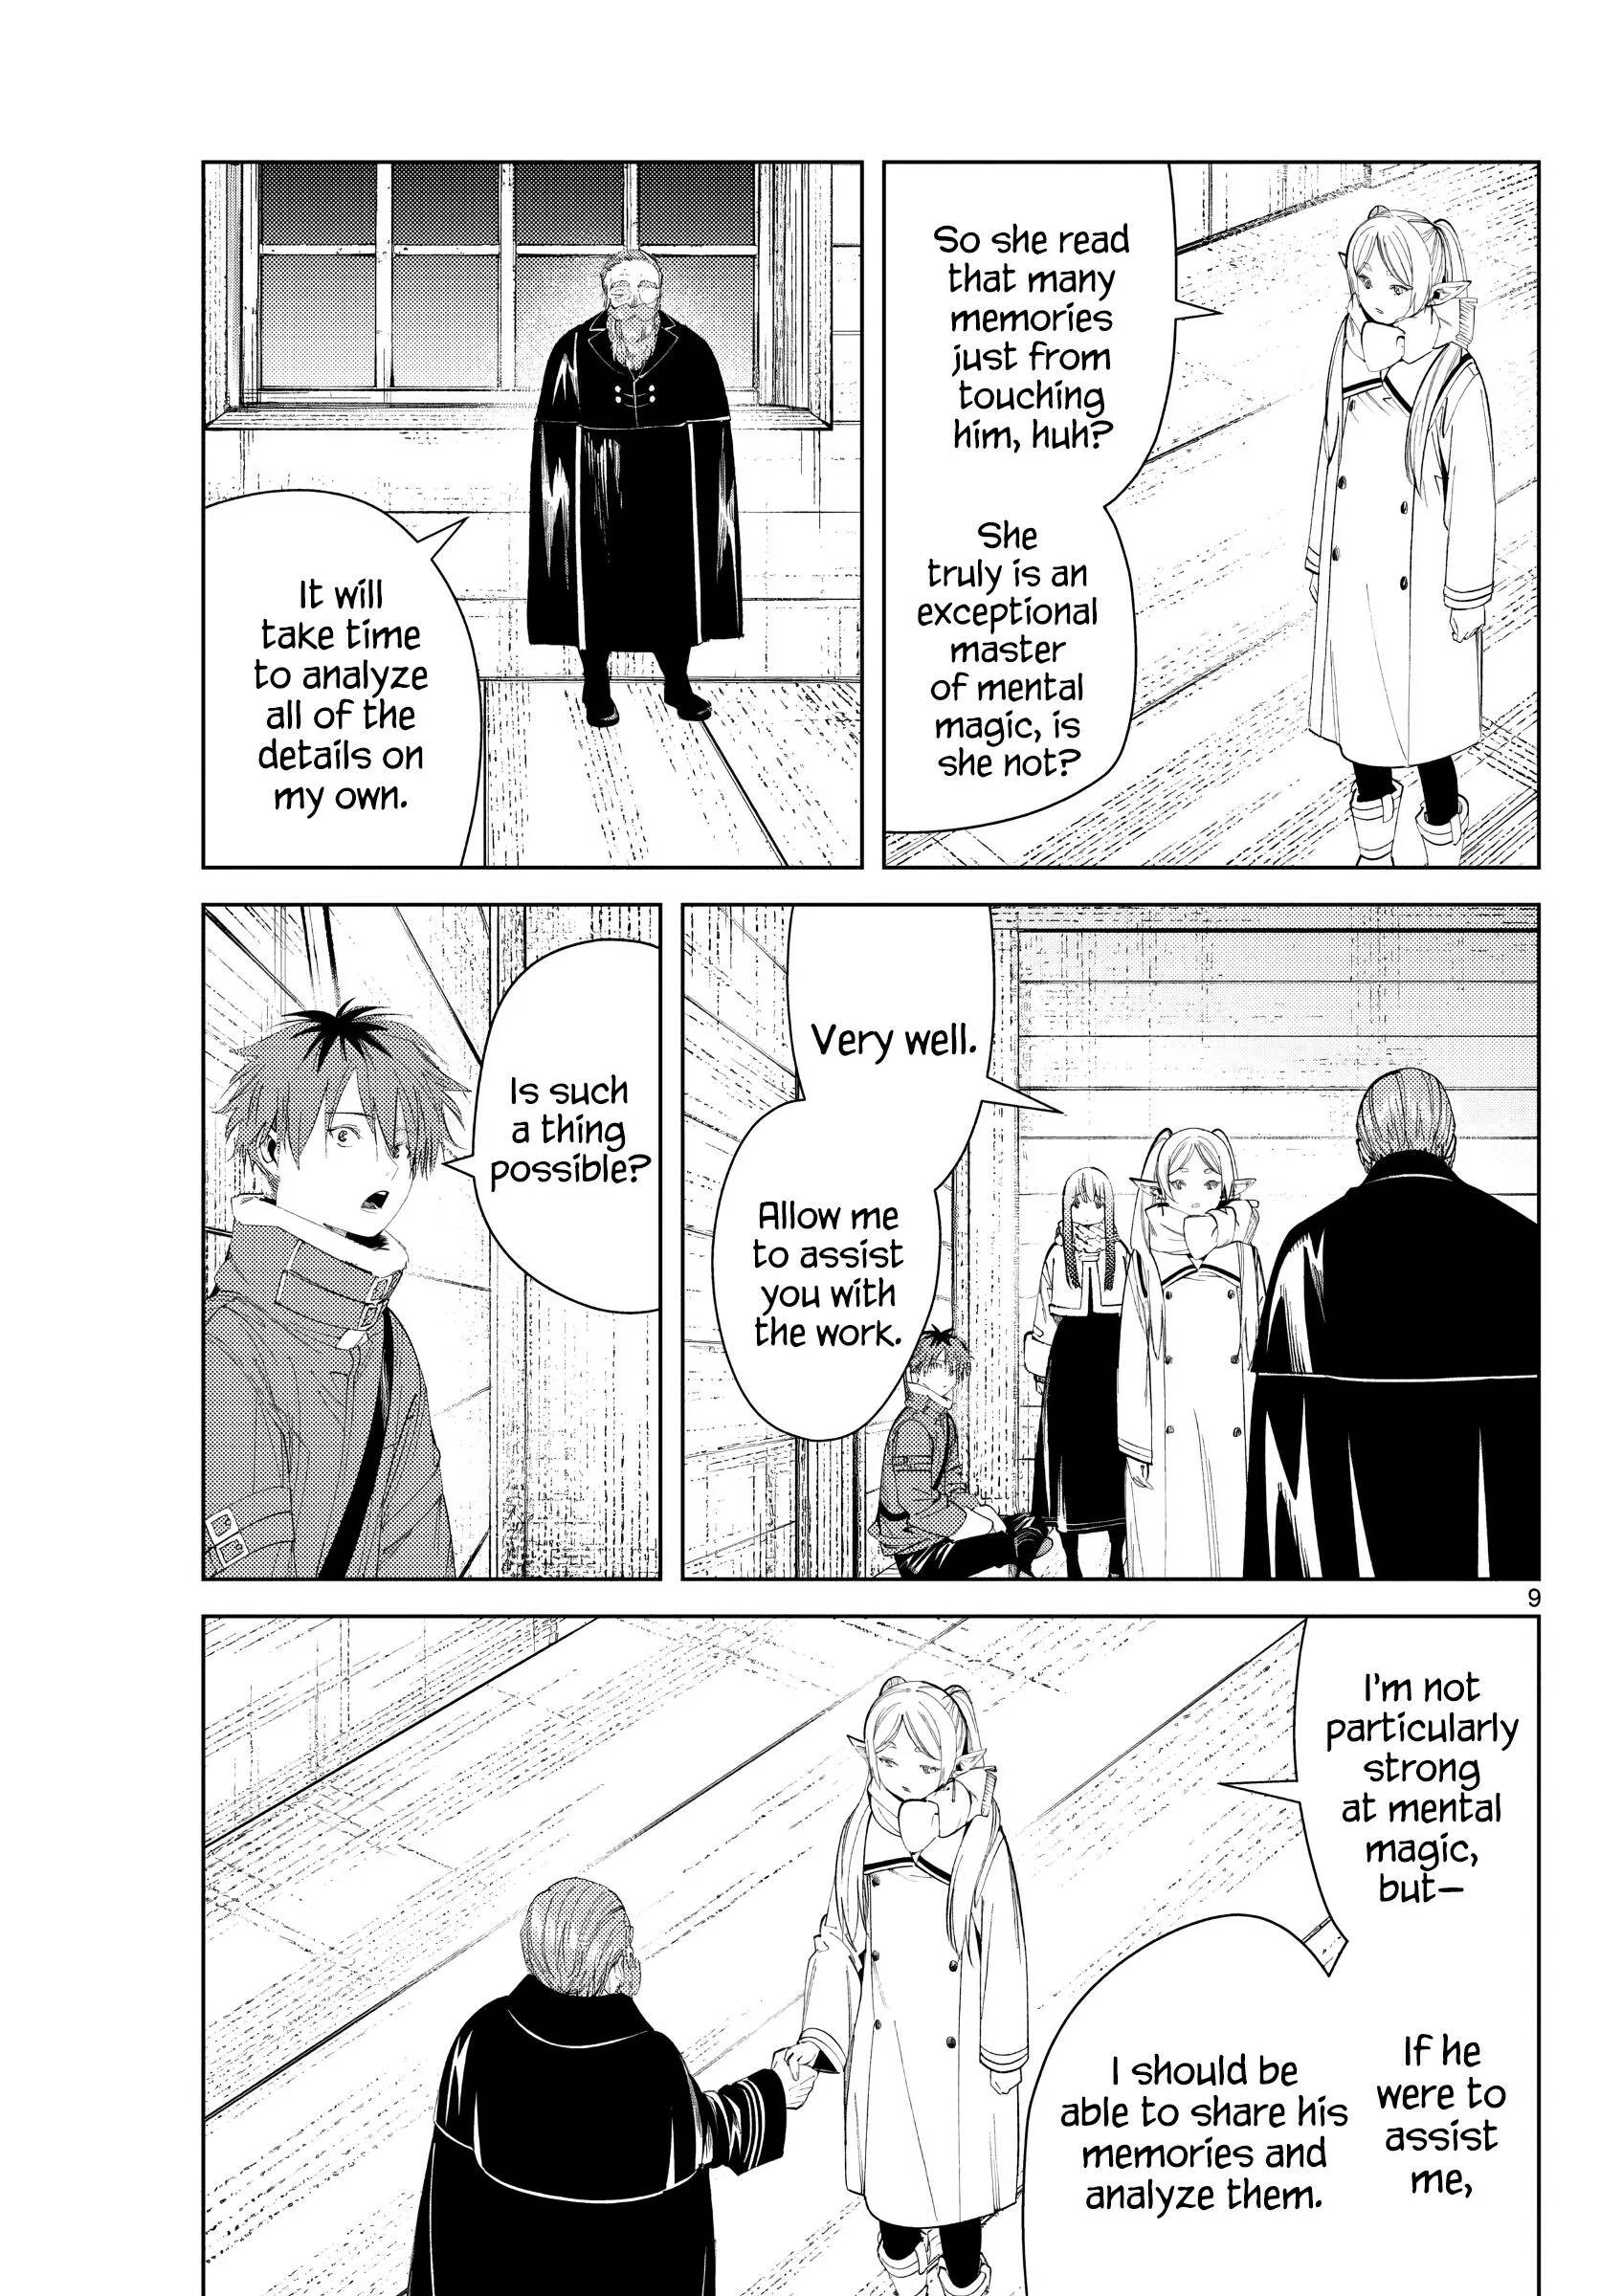 So she read
that many
memories
just from
touching
him, huh?
She
truly is an
exceptional
master
of mental
magic, is
she not?
It will
take time
to analyze
all of the
details on
my own.
Very well.
Allow me
to assist
you with
the work.
Is such
a thing
possible?
9
I'm not
particularly
strong
at mental
magic,
but—
If he
were to
assist
me,
I should be
able to share his
memories and
analyze them.